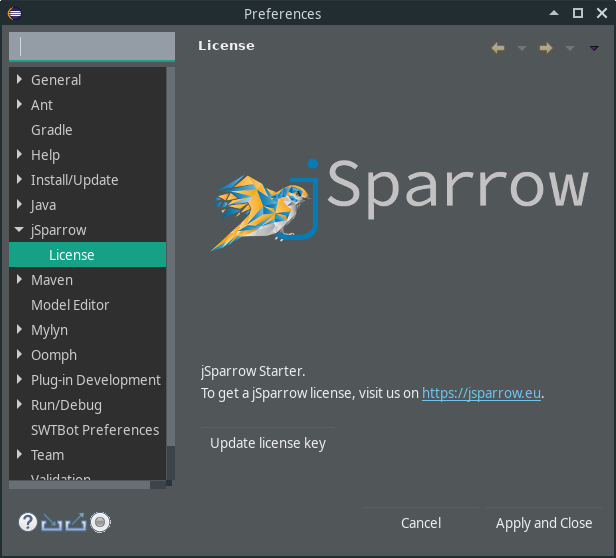 Preferences
License
General
Ant
Gradle
Help
Install/Update
Java
jSparrow
License
Maven
Model Editor
Mylyn
Oomph
Plug-in Development
Run/Debug
SWTBot Preferences
Team
Validation
jSparrow
jSparrow Starter.
To get a jSparrow license, visit us on https://jsparrow.eu.
Update license key
Cancel
Apply and Close